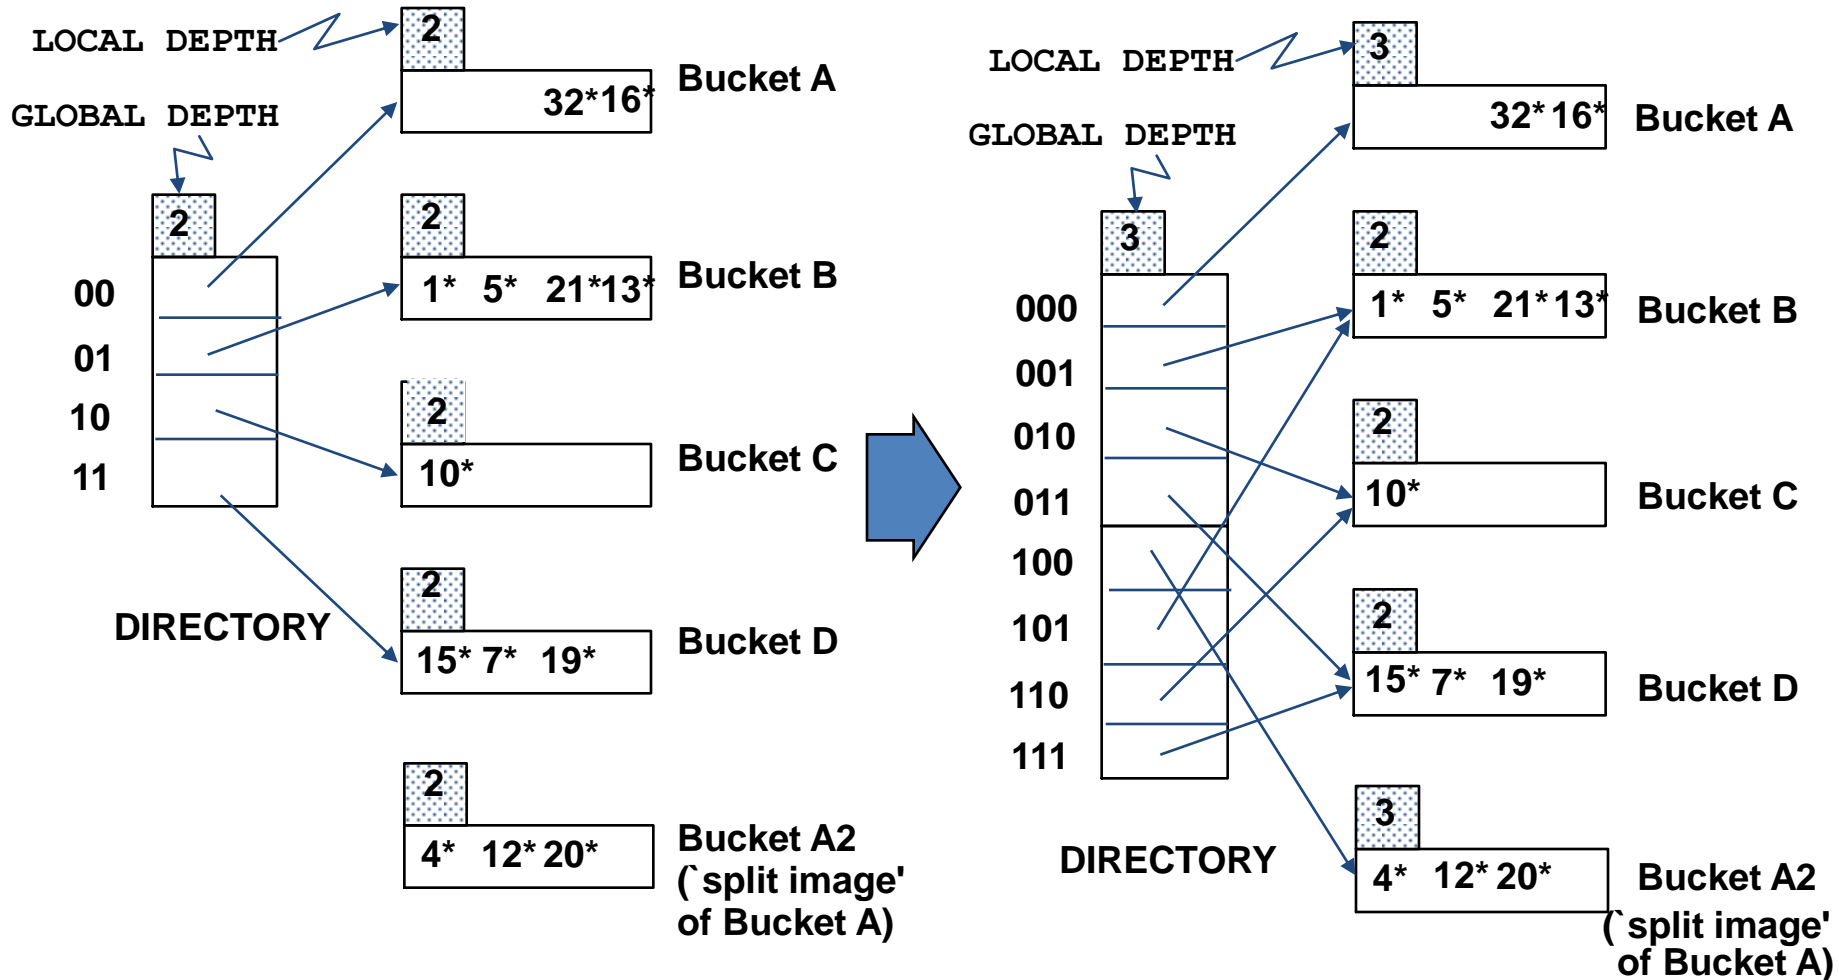 LOCAL DEPTH
2
32* 16*
Bucket A
GLOBAL DEPTH
2
00
01
10
11
2
1* 5* 21* 13*
Bucket B
2
10*
Bucket C
2
15* 7* 19*
Bucket D
DIRECTORY
2
4* 12* 20*
Bucket A2
(`split image'
of Bucket A)
LOCAL DEPTH
3
32* 16*
Bucket A
GLOBAL DEPTH
3
000
001
010
011
100
101
110
111
2
1* 5* 21* 13*
Bucket B
2
10*
Bucket C
2
15* 7* 19*
Bucket D
DIRECTORY
3
4* 12* 20*
Bucket A2
(`split image'
of Bucket A)